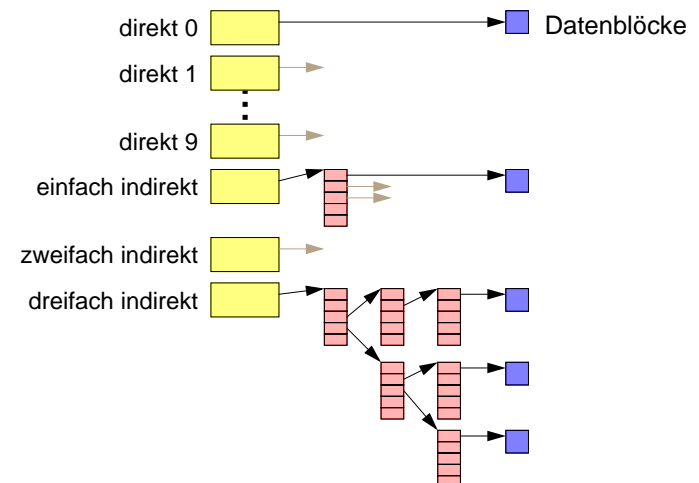 direkt 0
Datenblöcke
direkt 1
direkt 9
einfach indirekt
zweifach indirekt
dreifach indirekt